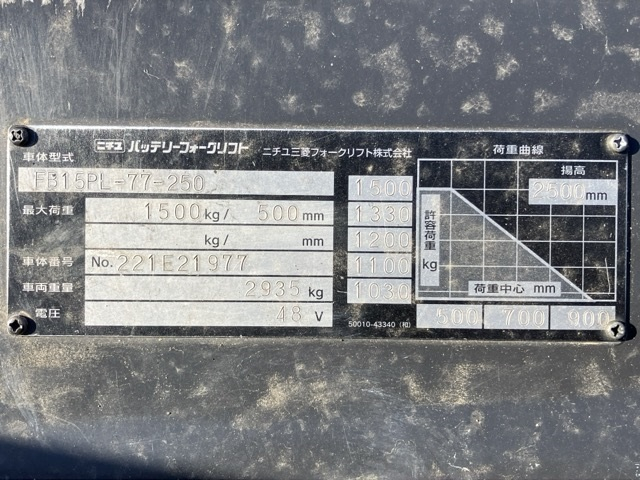 ニチユ バッテリーフォークリフト ニチユ三菱フォークリフト株式会社
車体型式
FB15PL-77-250
最大荷重 1500 kg/ 500 mm
kg/ mm
車体番号 No. 221E21977
車両重量 2935 kg
電圧 48 V
1500
1330
1200
1100
1030
50010-43340 (和)
荷重曲線
揚高
2500 mm
許容荷重 kg
荷重中心 mm
500 700 900